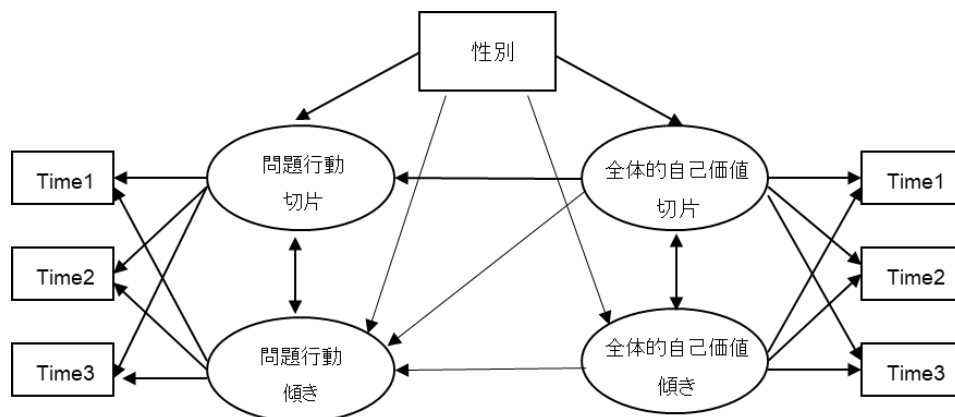 性別
Time1
問題行動
切片
全体的自己価値
切片
Time1
Time2
Time2
Time3
問題行動
傾き
全体的自己価値
傾き
Time3